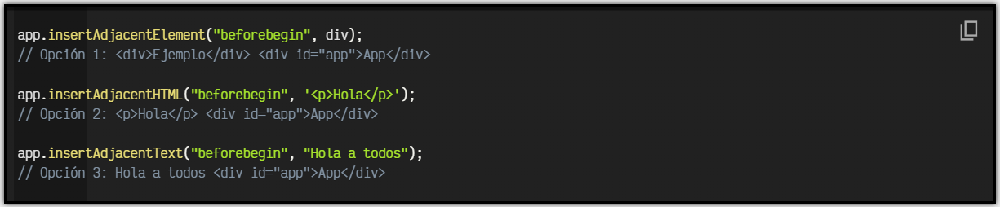 app.insertAdjacentElement("beforebegin", div);
// Opción 1: <div>Ejemplo</div> <div id="app">App</div>
app.insertAdjacentHTML("beforebegin", '<p>Hola</p>');
// Opción 2: <p>Hola</p> <div id="app">App</div>
app.insertAdjacentText("beforebegin", "Hola a todos");
// Opción 3: Hola a todos <div id="app">App</div>